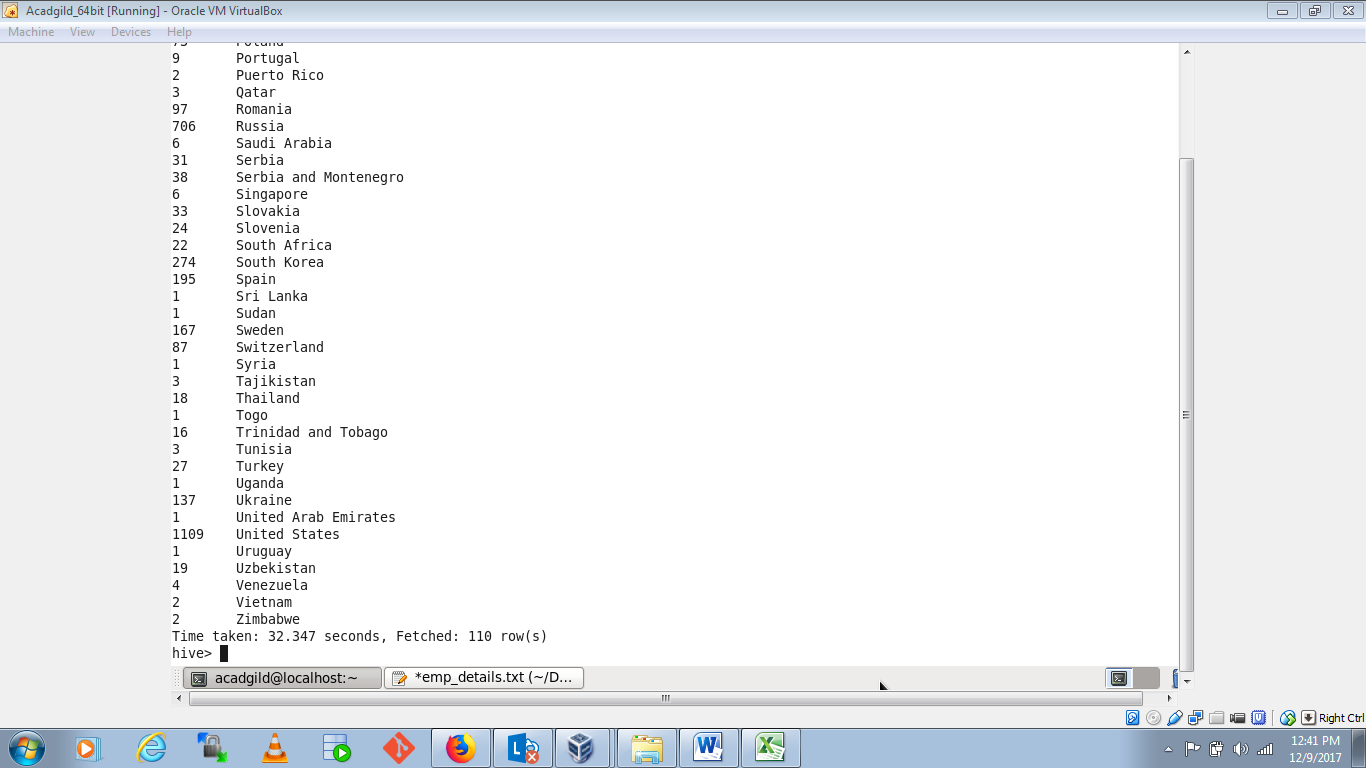 Acadgild_64bit [Running] - Oracle VM VirtualBox
Machine View Devices Help
73 Poland
9 Portugal
2 Puerto Rico
3 Qatar
97 Romania
706 Russia
6 Saudi Arabia
31 Serbia
38 Serbia and Montenegro
6 Singapore
33 Slovakia
24 Slovenia
22 South Africa
274 South Korea
195 Spain
1 Sri Lanka
1 Sudan
167 Sweden
87 Switzerland
1 Syria
3 Tajikistan
18 Thailand
1 Togo
16 Trinidad and Tobago
3 Tunisia
27 Turkey
1 Uganda
137 Ukraine
1 United Arab Emirates
1109 United States
1 Uruguay
19 Uzbekistan
4 Venezuela
2 Vietnam
2 Zimbabwe
Time taken: 32.347 seconds, Fetched: 110 row(s)
hive>
acadgild@localhost:~ *emp_details.txt (~/D...
Right Ctrl
12:41 PM
12/9/2017